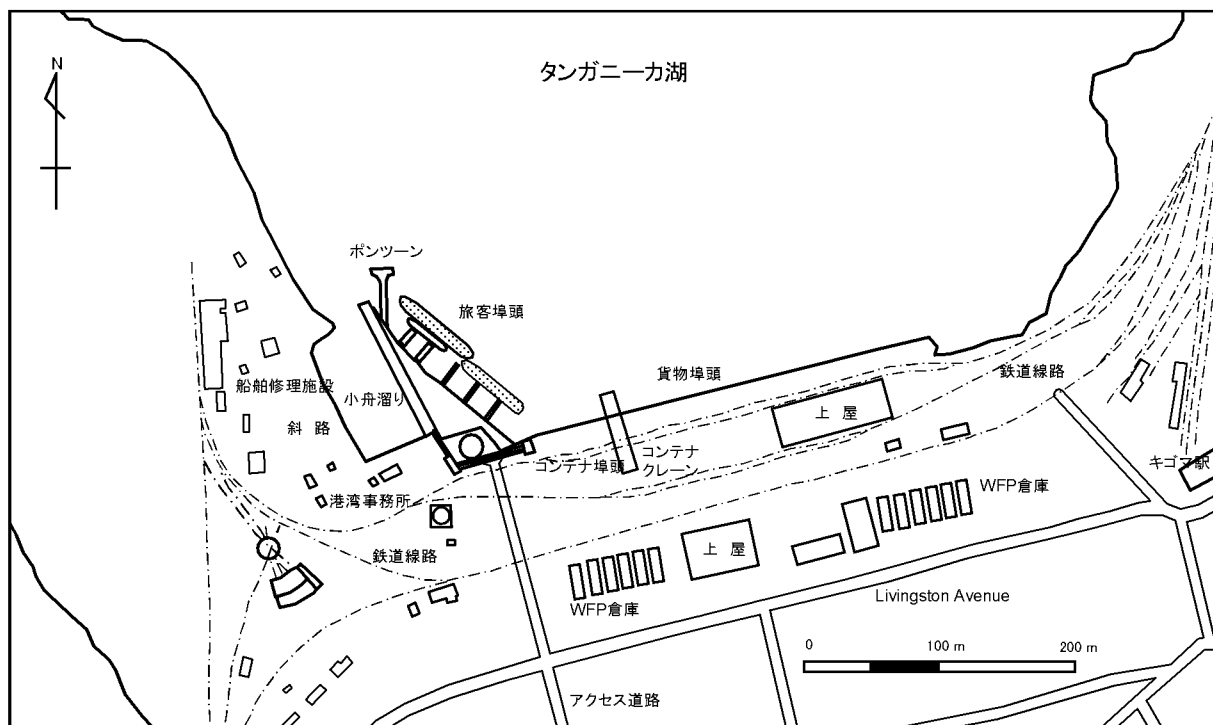 タンガニーカ湖
N
ポンツーン
旅客埠頭
貨物埠頭
鉄道線路
船舶修理施設
小舟溜り
斜路
上屋
コンテナ
クレーン
コンテナ埠頭
キゴマ駅
港湾事務所
WFP倉庫
鉄道線路
上屋
WFP倉庫
Livingston Avenue
0
100 m
200 m
アクセス道路